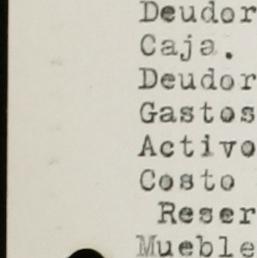 Deudor
Caja.
Deudor
Gastos
Activo
Costo
Reser
Mueble